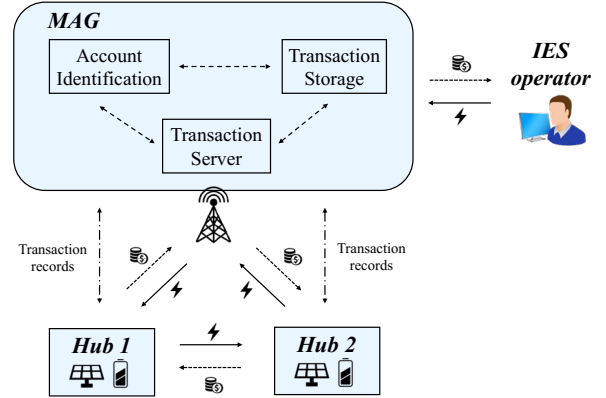 MAG
Account
Identification
Transaction
Storage
Transaction
Server
IES
operator
Transaction
records
Transaction
records
Hub 1
Hub 2